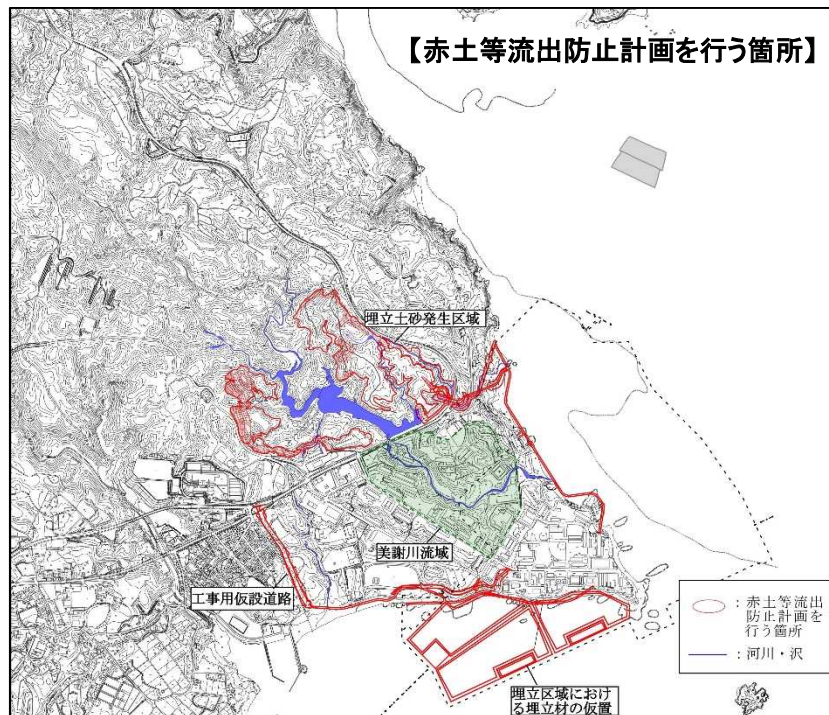 【赤土等流出防止計画を行う箇所】
埋立土砂発生区域
美謝川流域
工事用仮設道路
：赤土等流出
防止計画を
行う箇所
：河川・沢
埋立区域におけ
る埋立材の仮置